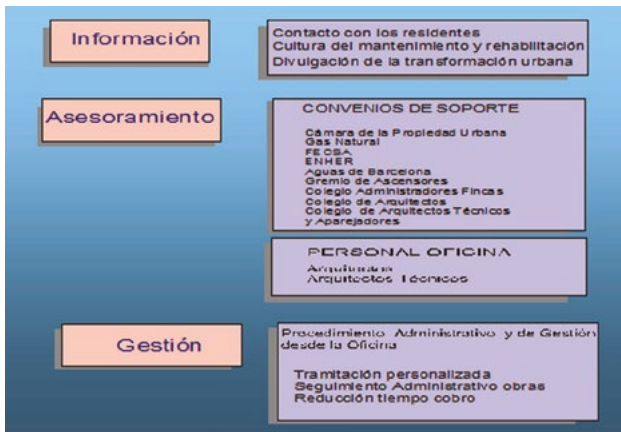 Información
Contacto con los residentes
Cultura del mantenimiento y rehabilitación
Divulgación de la transformación urbana
Asesoramiento
CONVENIOS DE SOPORTE
Cámara de la Propiedad Urbana
Gas Natural
FECSA
ENHER
Aguas de Barcelona
Gremio de Ascensores
Colegio Administradores Fincas
Colegio de Arquitectos
Colegio de Arquitectos Técnicos
y Aparejadores
PERSONAL OFICINA
Arquitectos
Arquitectos Técnicos
Gestión
Procedimiento Administrativo y de Gestión
desde la Oficina
Tramitación personalizada
Seguimiento Administrativo obras
Reducción tiempo cobro